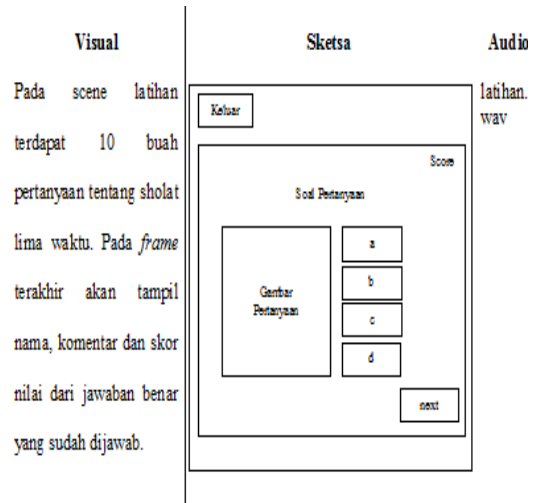 Visual
Sketsa
Audio
Pada scene latihan
terdapat 10 buah
pertanyaan tentang sholat
lima waktu. Pada frame
terakhir akan tampil
nama, komentar dan skor
nilai dari jawaban benar
yang sudah dijawab.
Keluar
Score
Soal Pertanyaan
Gambar
Pertanyaan
a
b
c
d
next
latihan.
wav